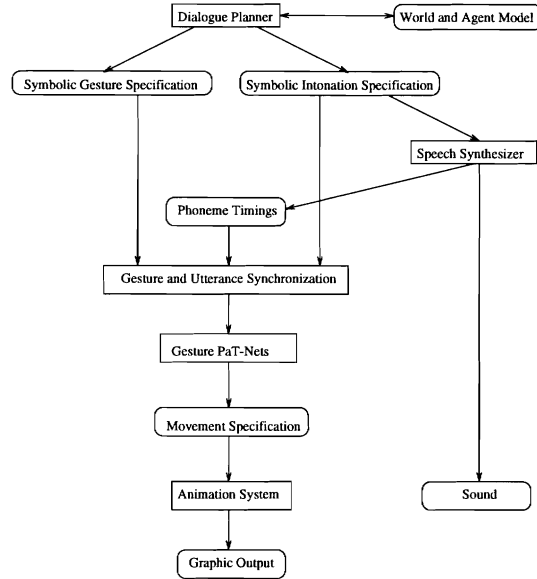 Dialogue Planner
World and Agent Model
Symbolic Gesture Specification
Symbolic Intonation Specification
Speech Synthesizer
Phoneme Timings
Gesture and Utterance Synchronization
Gesture PaT-Nets
Movement Specification
Animation System
Sound
Graphic Output